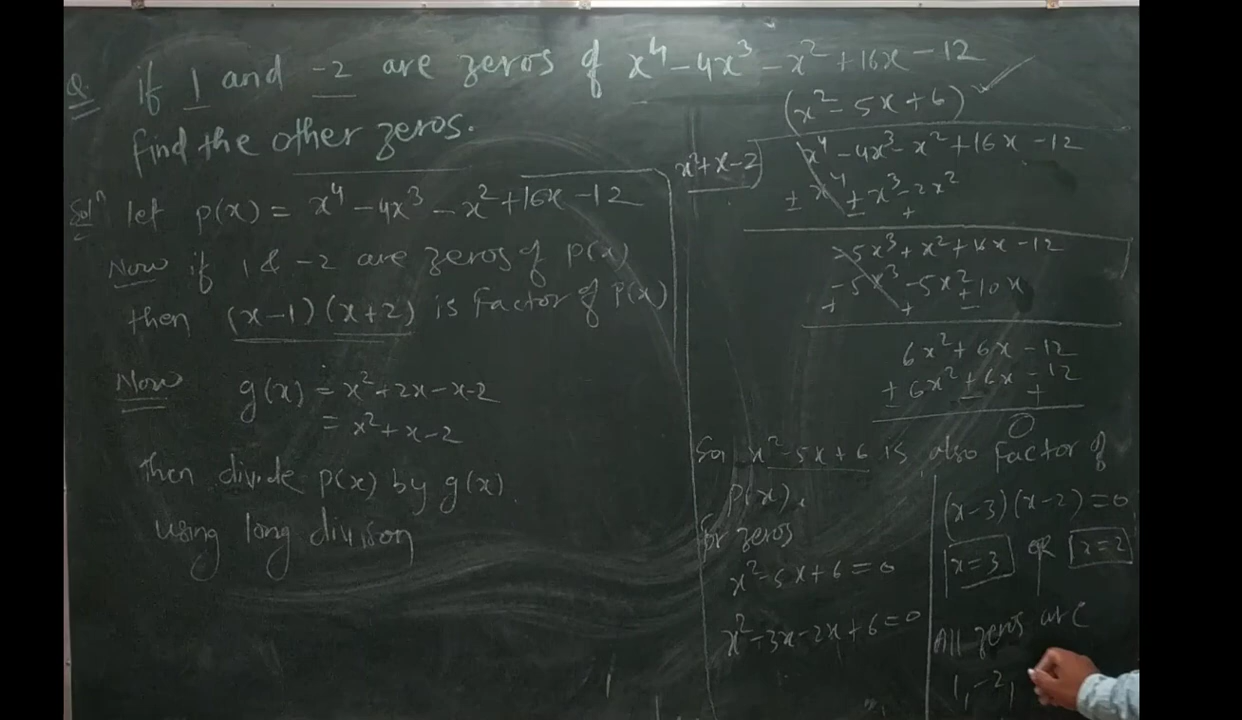 Q. If 1 and -2 are zeros of x⁴ - 4x³ - x² + 16x - 12
find the other zeros.
Solⁿ let p(x) = x⁴ - 4x³ - x² + 16x - 12
Now if 1 & -2 are zeros of p(x)
then (x-1)(x+2) is Factor of p(x)
Now g(x) = x² + 2x - x - 2
= x² + x - 2
Then divide p(x) by g(x).
using long divison
(x² - 5x + 6) ✓
x² + x - 2) x⁴ - 4x³ - x² + 16x - 12
± x⁴ ± x³ - 2x²
+
-5x³ + x² + 16x - 12
-5x³ - 5x² ± 10x
+ +
6x² + 6x - 12
± 6x² ± 6x - 12
+
0
So, x² - 5x + 6 is also Factor of
p(x).
for zeros
x² - 5x + 6 = 0
x² - 3x - 2x + 6 = 0
(x-3)(x-2) = 0
x=3 or x=2
All zeros are
1, -2,